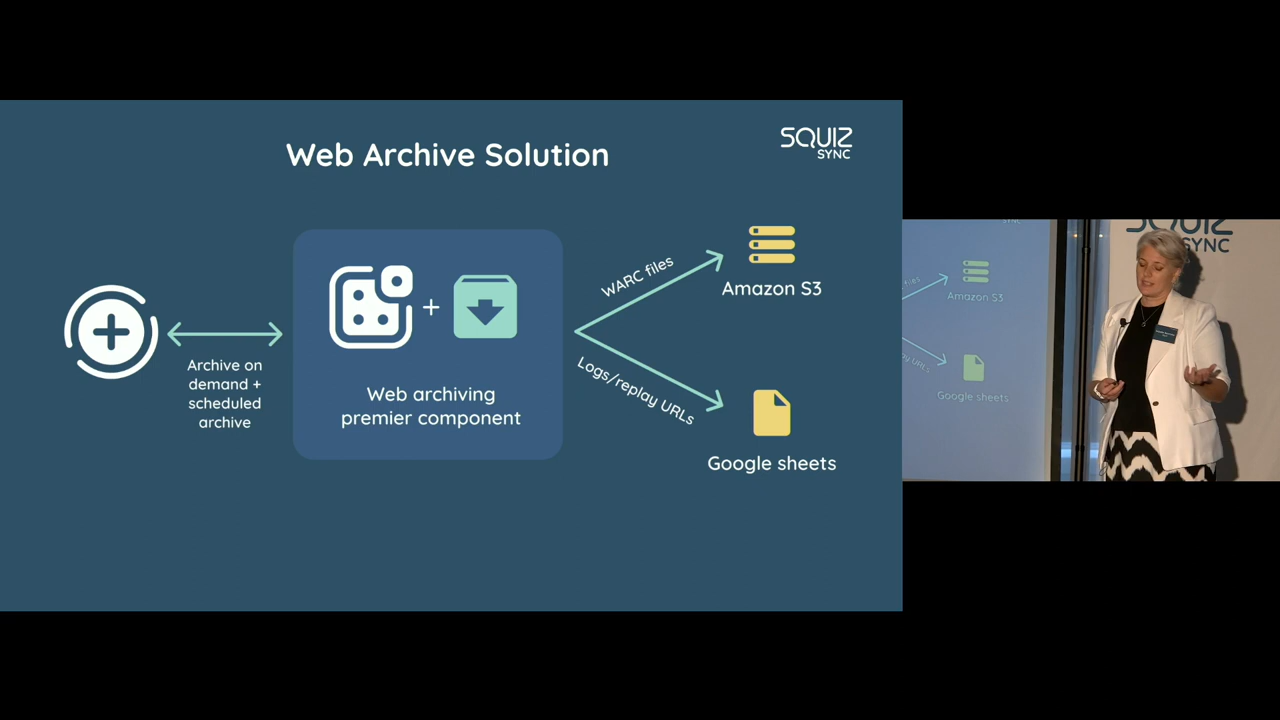 Web Archive Solution
SQUIZ
SYNC
Archive on
demand +
scheduled
archive
+
Web archiving
premier component
WARC files
Logs/replay URLs
Amazon S3
Google sheets
SQUIZ
SYNC
Amazon S3
Google sheets